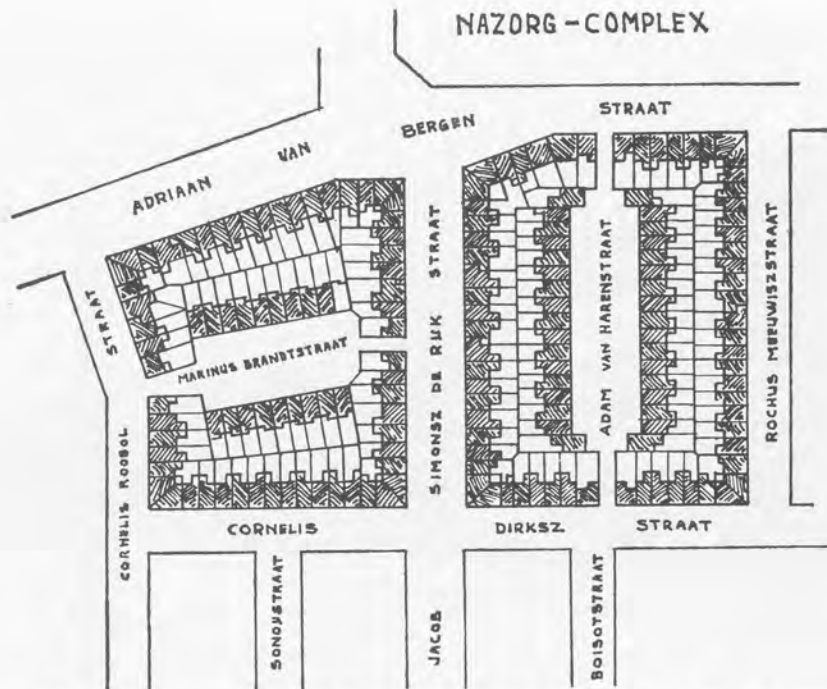 NAZORG-COMPLEX
ADRIAAN VAN BERGEN STRAAT
CORNELIS ROOBOL STRAAT
MARINUS BRANDTSTRAAT
JACOB SIMONSZ DE RIJK STRAAT
ADAM VAN HARENSTRAAT
ROCHUS MEEUWISZSTRAAT
CORNELIS DIRKSZ STRAAT
SONOIJSTRAAT
BOISOTSTRAAT